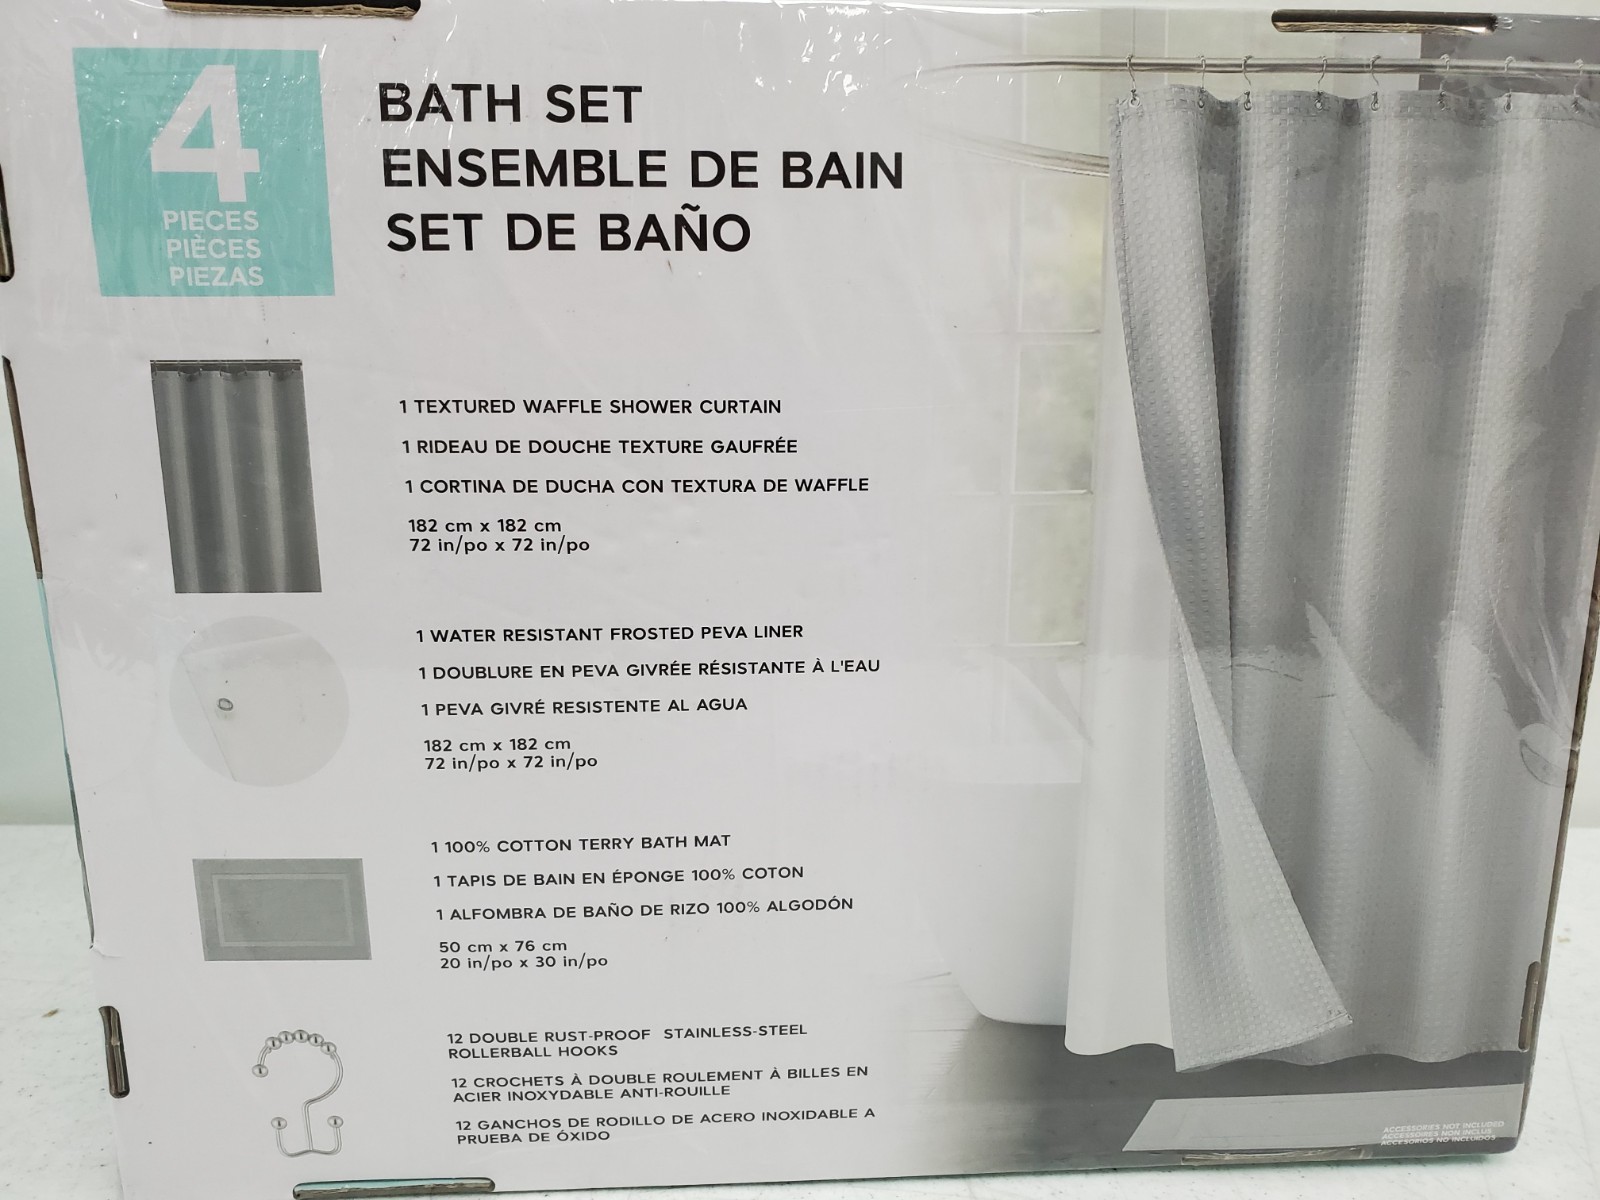 4
PIECES
PIÈCES
PIEZAS
BATH SET
ENSEMBLE DE BAIN
SET DE BAÑO
1 TEXTURED WAFFLE SHOWER CURTAIN
1 RIDEAU DE DOUCHE TEXTURE GAUFRÉE
1 CORTINA DE DUCHA CON TEXTURA DE WAFFLE
182 cm x 182 cm
72 in/po x 72 in/po
1 WATER RESISTANT FROSTED PEVA LINER
1 DOUBLURE EN PEVA GIVRÉE RÉSISTANTE À L'EAU
1 PEVA GIVRÉ RESISTENTE AL AGUA
182 cm x 182 cm
72 in/po x 72 in/po
1 100% COTTON TERRY BATH MAT
1 TAPIS DE BAIN EN ÉPONGE 100% COTON
1 ALFOMBRA DE BAÑO DE RIZO 100% ALGODÓN
50 cm x 76 cm
20 in/po x 30 in/po
12 DOUBLE RUST-PROOF STAINLESS-STEEL
ROLLERBALL HOOKS
12 CROCHETS À DOUBLE ROULEMENT À BILLES EN
ACIER INOXYDABLE ANTI-ROUILLE
12 GANCHOS DE RODILLO DE ACERO INOXIDABLE A
PRUEBA DE ÓXIDO
ACCESSORIES NOT INCLUDED
ACCESSOIRES NON INCLUS
ACCESORIOS NO INCLUIDOS